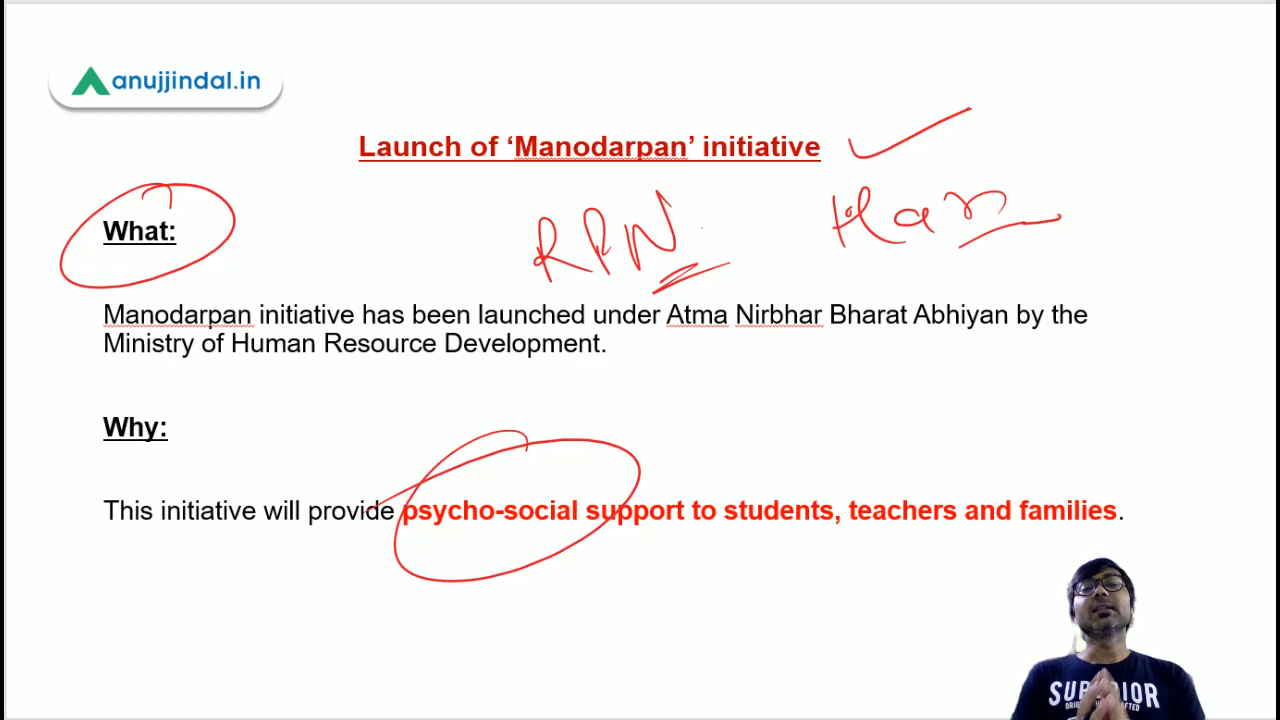 anujjindal.in
Launch of ‘Manodarpan’ initiative
What:
RPN
Manodarpan initiative has been launched under Atma Nirbhar Bharat Abhiyan by the
Ministry of Human Resource Development.
Why:
This initiative will provide psycho-social support to students, teachers and families.
SUPERIOR